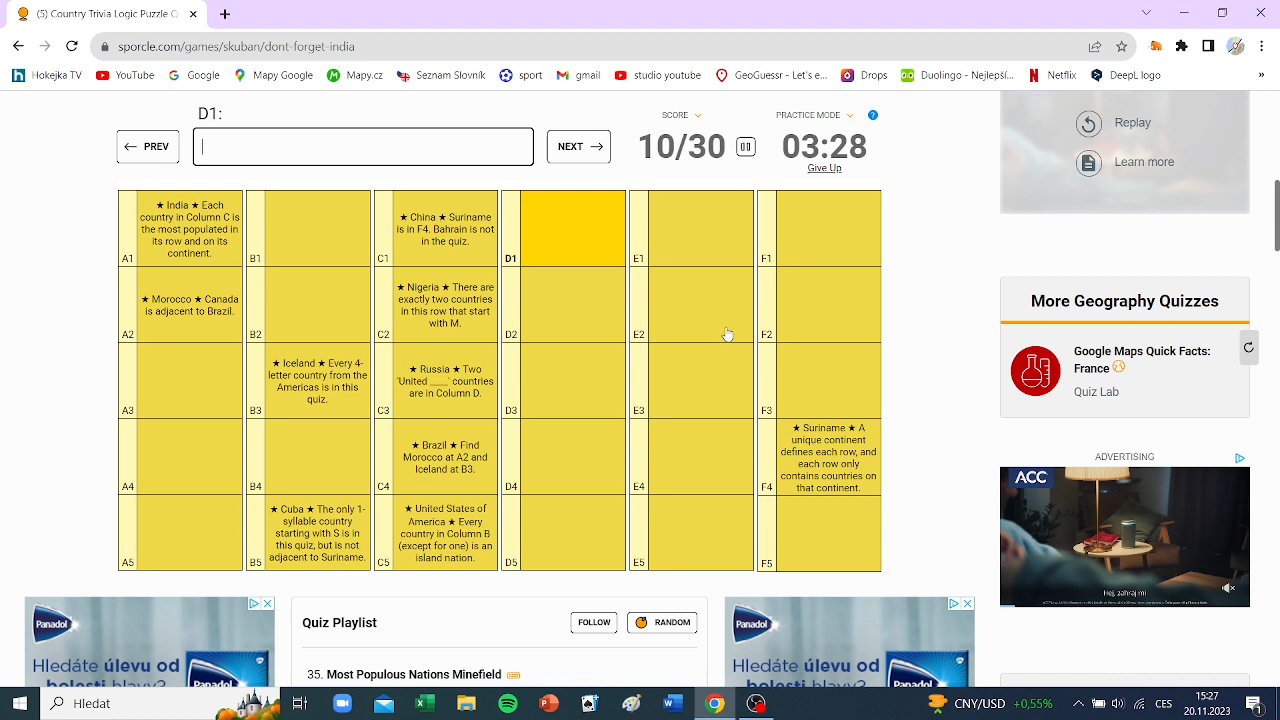 (5) Country Trivia Logic Puzzle Q
sporcle.com/games/skuban/dont-forget-india
Hokejka TV
YouTube
Google
Mapy Google
Mapy.cz
Seznam Slovník
sport
gmail
studio youtube
GeoGuessr - Let's e...
Drops
Duolingo - Nejlepší...
Netflix
DeepL logo
»
D1:
← PREV
NEXT →
SCORE
10/30
PRACTICE MODE
03:28
Give Up
A1
★ India ★ Each
country in Column C is
the most populated in
its row and on its
continent.
B1
C1
★ China ★ Suriname
is in F4. Bahrain is not
in the quiz.
D1
E1
F1
A2
★ Morocco ★ Canada
is adjacent to Brazil.
B2
C2
★ Nigeria ★ There are
exactly two countries
in this row that start
with M.
D2
E2
F2
A3
B3
★ Iceland ★ Every 4-
letter country from the
Americas is in this
quiz.
C3
★ Russia ★ Two
'United ____' countries
are in Column D.
D3
E3
F3
A4
B4
C4
★ Brazil ★ Find
Morocco at A2 and
Iceland at B3.
D4
E4
F4
★ Suriname ★ A
unique continent
defines each row, and
each row only
contains countries on
that continent.
A5
B5
★ Cuba ★ The only 1-
syllable country
starting with S is in
this quiz, but is not
adjacent to Suriname.
C5
★ United States of
America ★ Every
country in Column B
(except for one) is an
island nation.
D5
E5
F5
Replay
Learn more
More Geography Quizzes
Google Maps Quick Facts:
France
Quiz Lab
ADVERTISING
ACC
Hej, zahraj mi
Panadol
Hledáte úlevu od
bolesti hlavy?
Quiz Playlist
FOLLOW
RANDOM
35. Most Populous Nations Minefield
Panadol
Hledáte úlevu od
bolesti hlavy?
Hledat
CNY/USD +0,55%
CES
15:27
20.11.2023